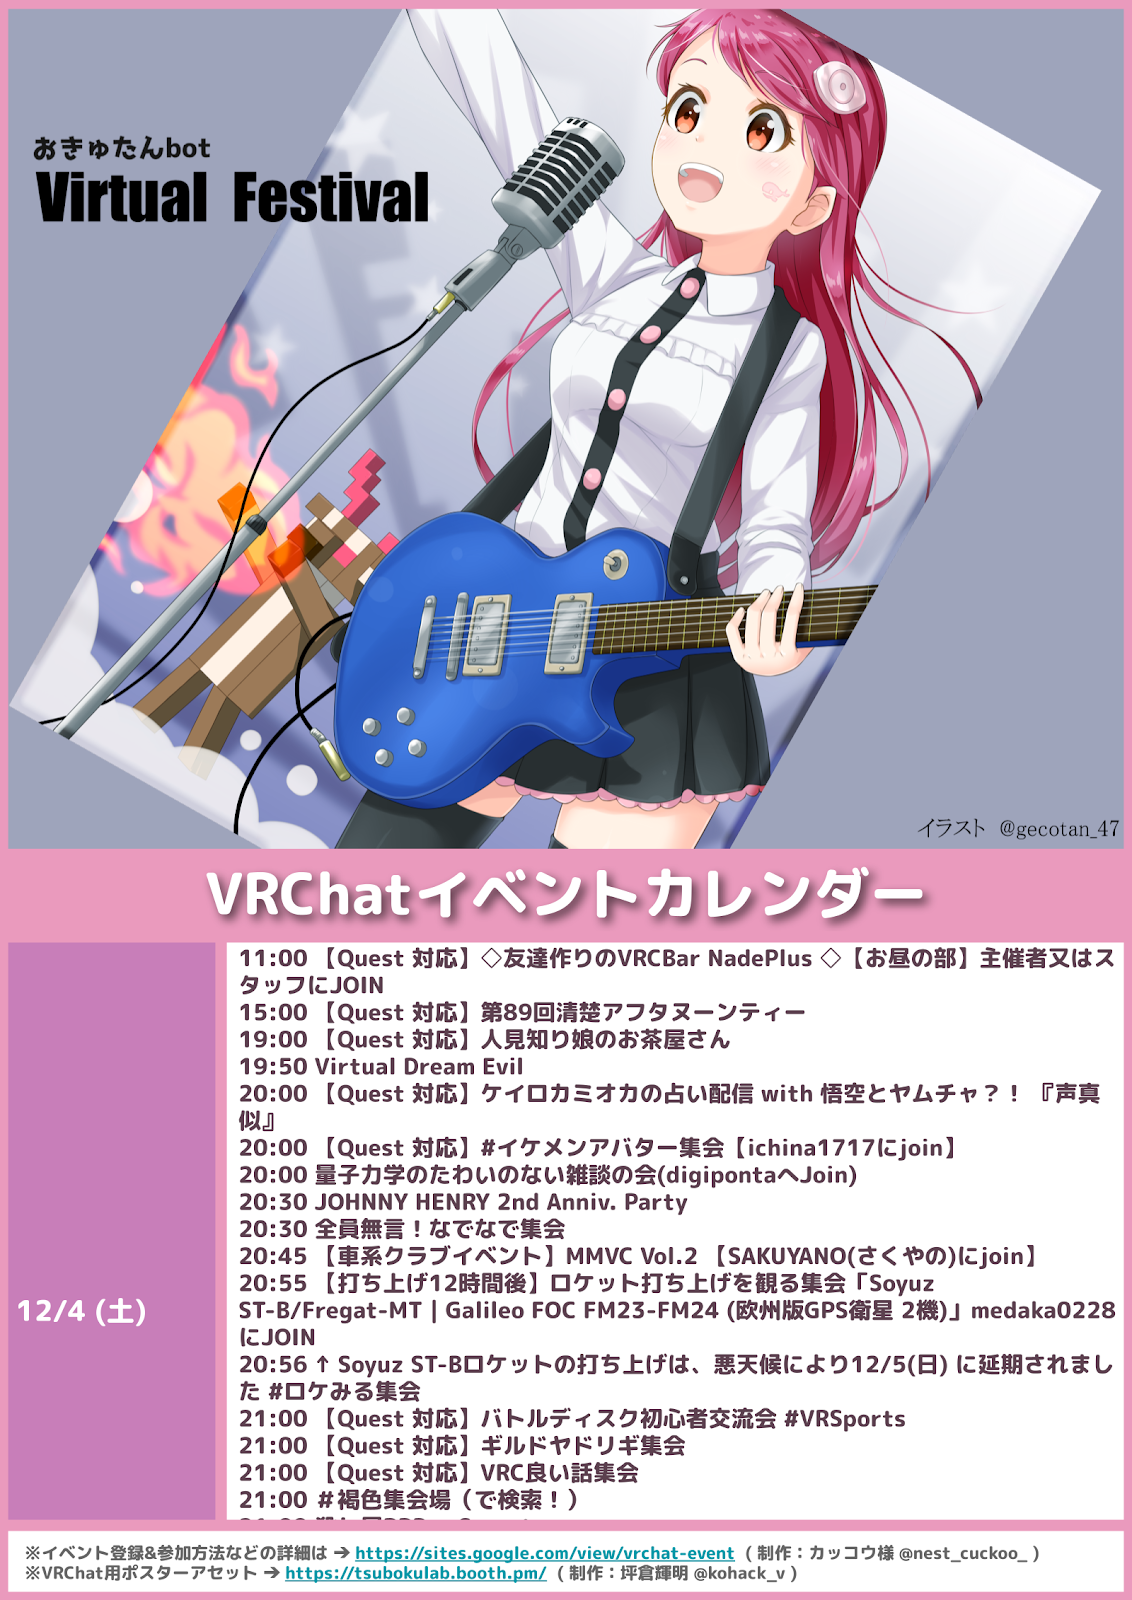 おきゅたんbot
Virtual Festival
イラスト @gecotan_47
VRChatイベントカレンダー
12/4 (土)
11:00 【Quest 対応】◇友達作りのVRCBar NadePlus ◇【お昼の部】主催者又はス
タッフにJOIN
15:00 【Quest 対応】第89回清楚アフタヌーンティー
19:00 【Quest 対応】人見知り娘のお茶屋さん
19:50 Virtual Dream Evil
20:00 【Quest 対応】ケイロカミオカの占い配信 with 悟空とヤムチャ？！『声真
似』
20:00 【Quest 対応】#イケメンアバター集会【ichina1717にjoin】
20:00 量子力学のたわいのない雑談の会(digipontaへJoin)
20:30 JOHNNY HENRY 2nd Anniv. Party
20:30 全員無言！なでなで集会
20:45 【車系クラブイベント】MMVC Vol.2 【SAKUYANO(さくやの)にjoin】
20:55 【打ち上げ12時間後】ロケット打ち上げを観る集会「Soyuz
ST-B/Fregat-MT | Galileo FOC FM23-FM24 (欧州版GPS衛星 2機)」medaka0228
にJOIN
20:56 ↑ Soyuz ST-Bロケットの打ち上げは、悪天候により12/5(日) に延期されまし
た #ロケみる集会
21:00 【Quest 対応】バトルディスク初心者交流会 #VRSports
21:00 【Quest 対応】ギルドヤドリギ集会
21:00 【Quest 対応】VRC良い話集会
21:00 ＃褐色集会場（で検索！）
※イベント登録&参加方法などの詳細は ➔ https://sites.google.com/view/vrchat-event ( 制作：カッコウ様 @nest_cuckoo_ )
※VRChat用ポスターアセット ➔ https://tsubokulab.booth.pm/ ( 制作：坪倉輝明 @kohack_v )